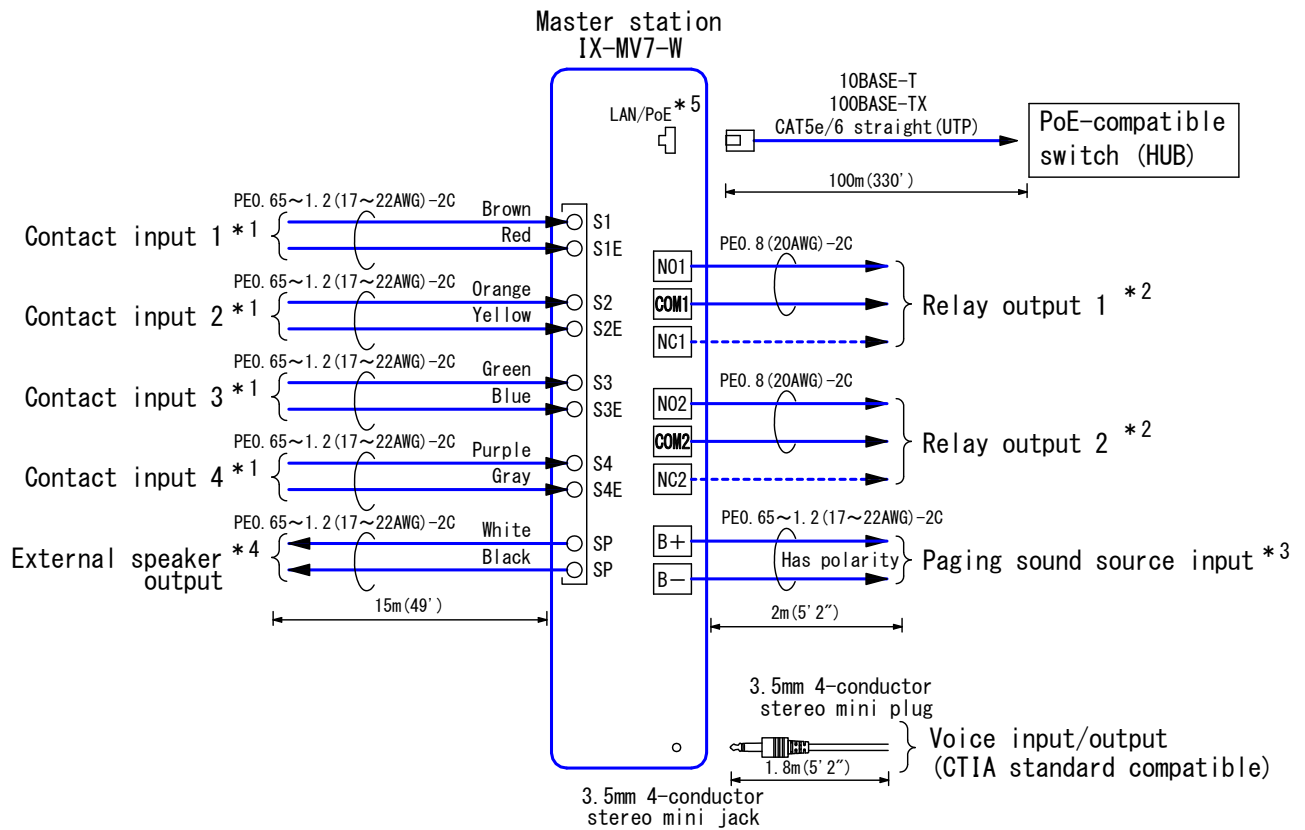 Master station
IX-MV7-W
LAN/PoE*5
10BASE-T
100BASE-TX
CAT5e/6 straight(UTP)
100m(330')
PoE-compatible
switch (HUB)
Contact input 1 *1
PE0.65~1.2(17~22AWG)-2C
Brown
Red
S1
S1E
Contact input 2 *1
PE0.65~1.2(17~22AWG)-2C
Orange
Yellow
S2
S2E
Contact input 3 *1
PE0.65~1.2(17~22AWG)-2C
Green
Blue
S3
S3E
Contact input 4 *1
PE0.65~1.2(17~22AWG)-2C
Purple
Gray
S4
S4E
External speaker *4
output
PE0.65~1.2(17~22AWG)-2C
White
Black
SP
SP
15m(49')
NO1
COM1
NC1
PE0.8(20AWG)-2C
Relay output 1 *2
NO2
COM2
NC2
PE0.8(20AWG)-2C
Relay output 2 *2
B+
B−
PE0.65~1.2(17~22AWG)-2C
Has polarity
Paging sound source input *3
2m(5'2″)
3.5mm 4-conductor
stereo mini plug
1.8m(5'2″)
Voice input/output
(CTIA standard compatible)
3.5mm 4-conductor
stereo mini jack